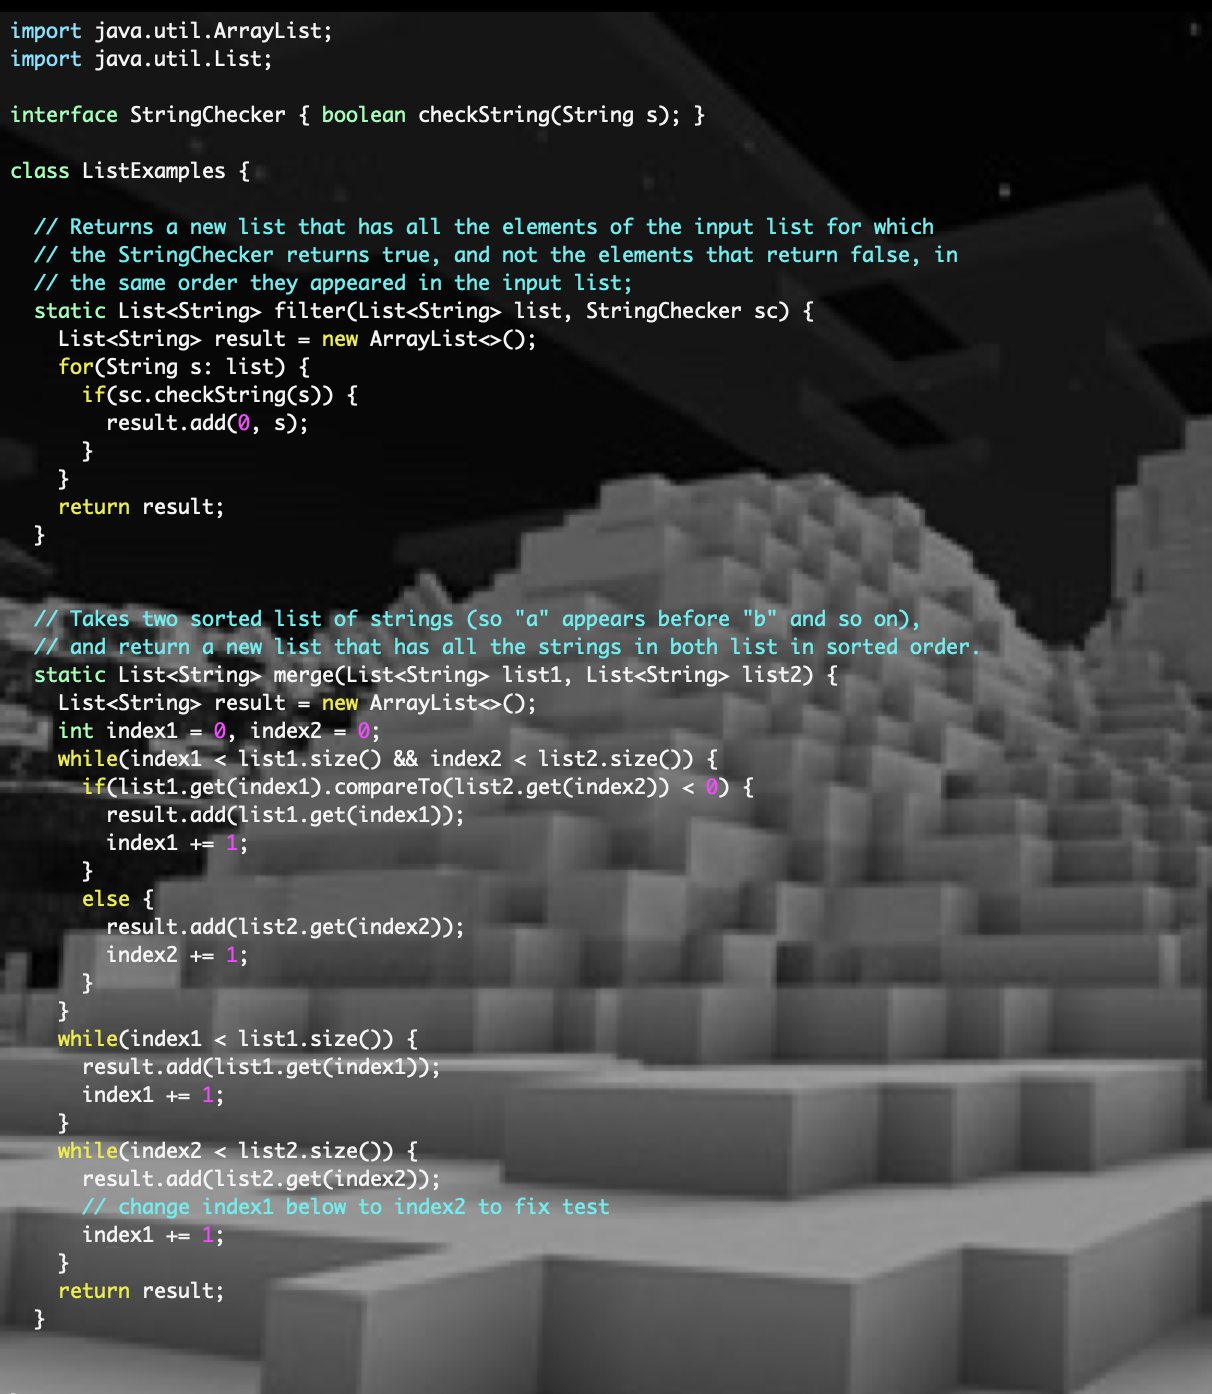 import java.util.ArrayList;
import java.util.List;

interface StringChecker { boolean checkString(String s); }

class ListExamples {

  // Returns a new list that has all the elements of the input list for which
  // the StringChecker returns true, and not the elements that return false, in
  // the same order they appeared in the input list;
  static List<String> filter(List<String> list, StringChecker sc) {
    List<String> result = new ArrayList<>();
    for(String s: list) {
      if(sc.checkString(s)) {
        result.add(0, s);
      }
    }
    return result;
  }


  // Takes two sorted list of strings (so "a" appears before "b" and so on),
  // and return a new list that has all the strings in both list in sorted order.
  static List<String> merge(List<String> list1, List<String> list2) {
    List<String> result = new ArrayList<>();
    int index1 = 0, index2 = 0;
    while(index1 < list1.size() && index2 < list2.size()) {
      if(list1.get(index1).compareTo(list2.get(index2)) < 0) {
        result.add(list1.get(index1));
        index1 += 1;
      }
      else {
        result.add(list2.get(index2));
        index2 += 1;
      }
    }
    while(index1 < list1.size()) {
      result.add(list1.get(index1));
      index1 += 1;
    }
    while(index2 < list2.size()) {
      result.add(list2.get(index2));
      // change index1 below to index2 to fix test
      index1 += 1;
    }
    return result;
  }